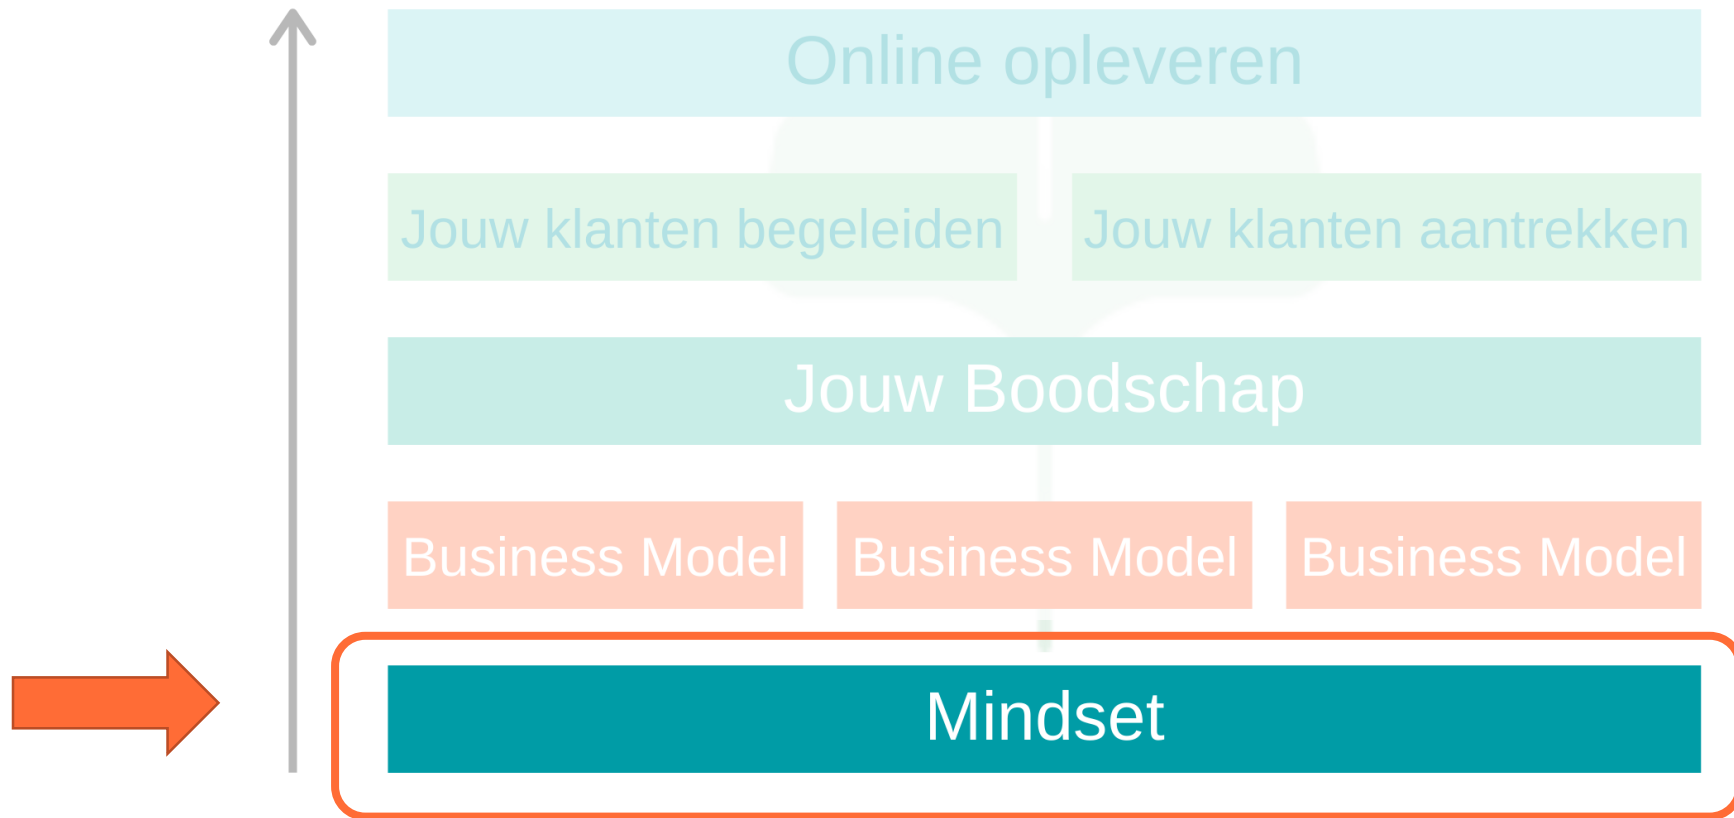 Online opleveren
Jouw klanten begeleiden
Jouw klanten aantrekken
Jouw Boodschap
Business Model
Business Model
Business Model
Mindset